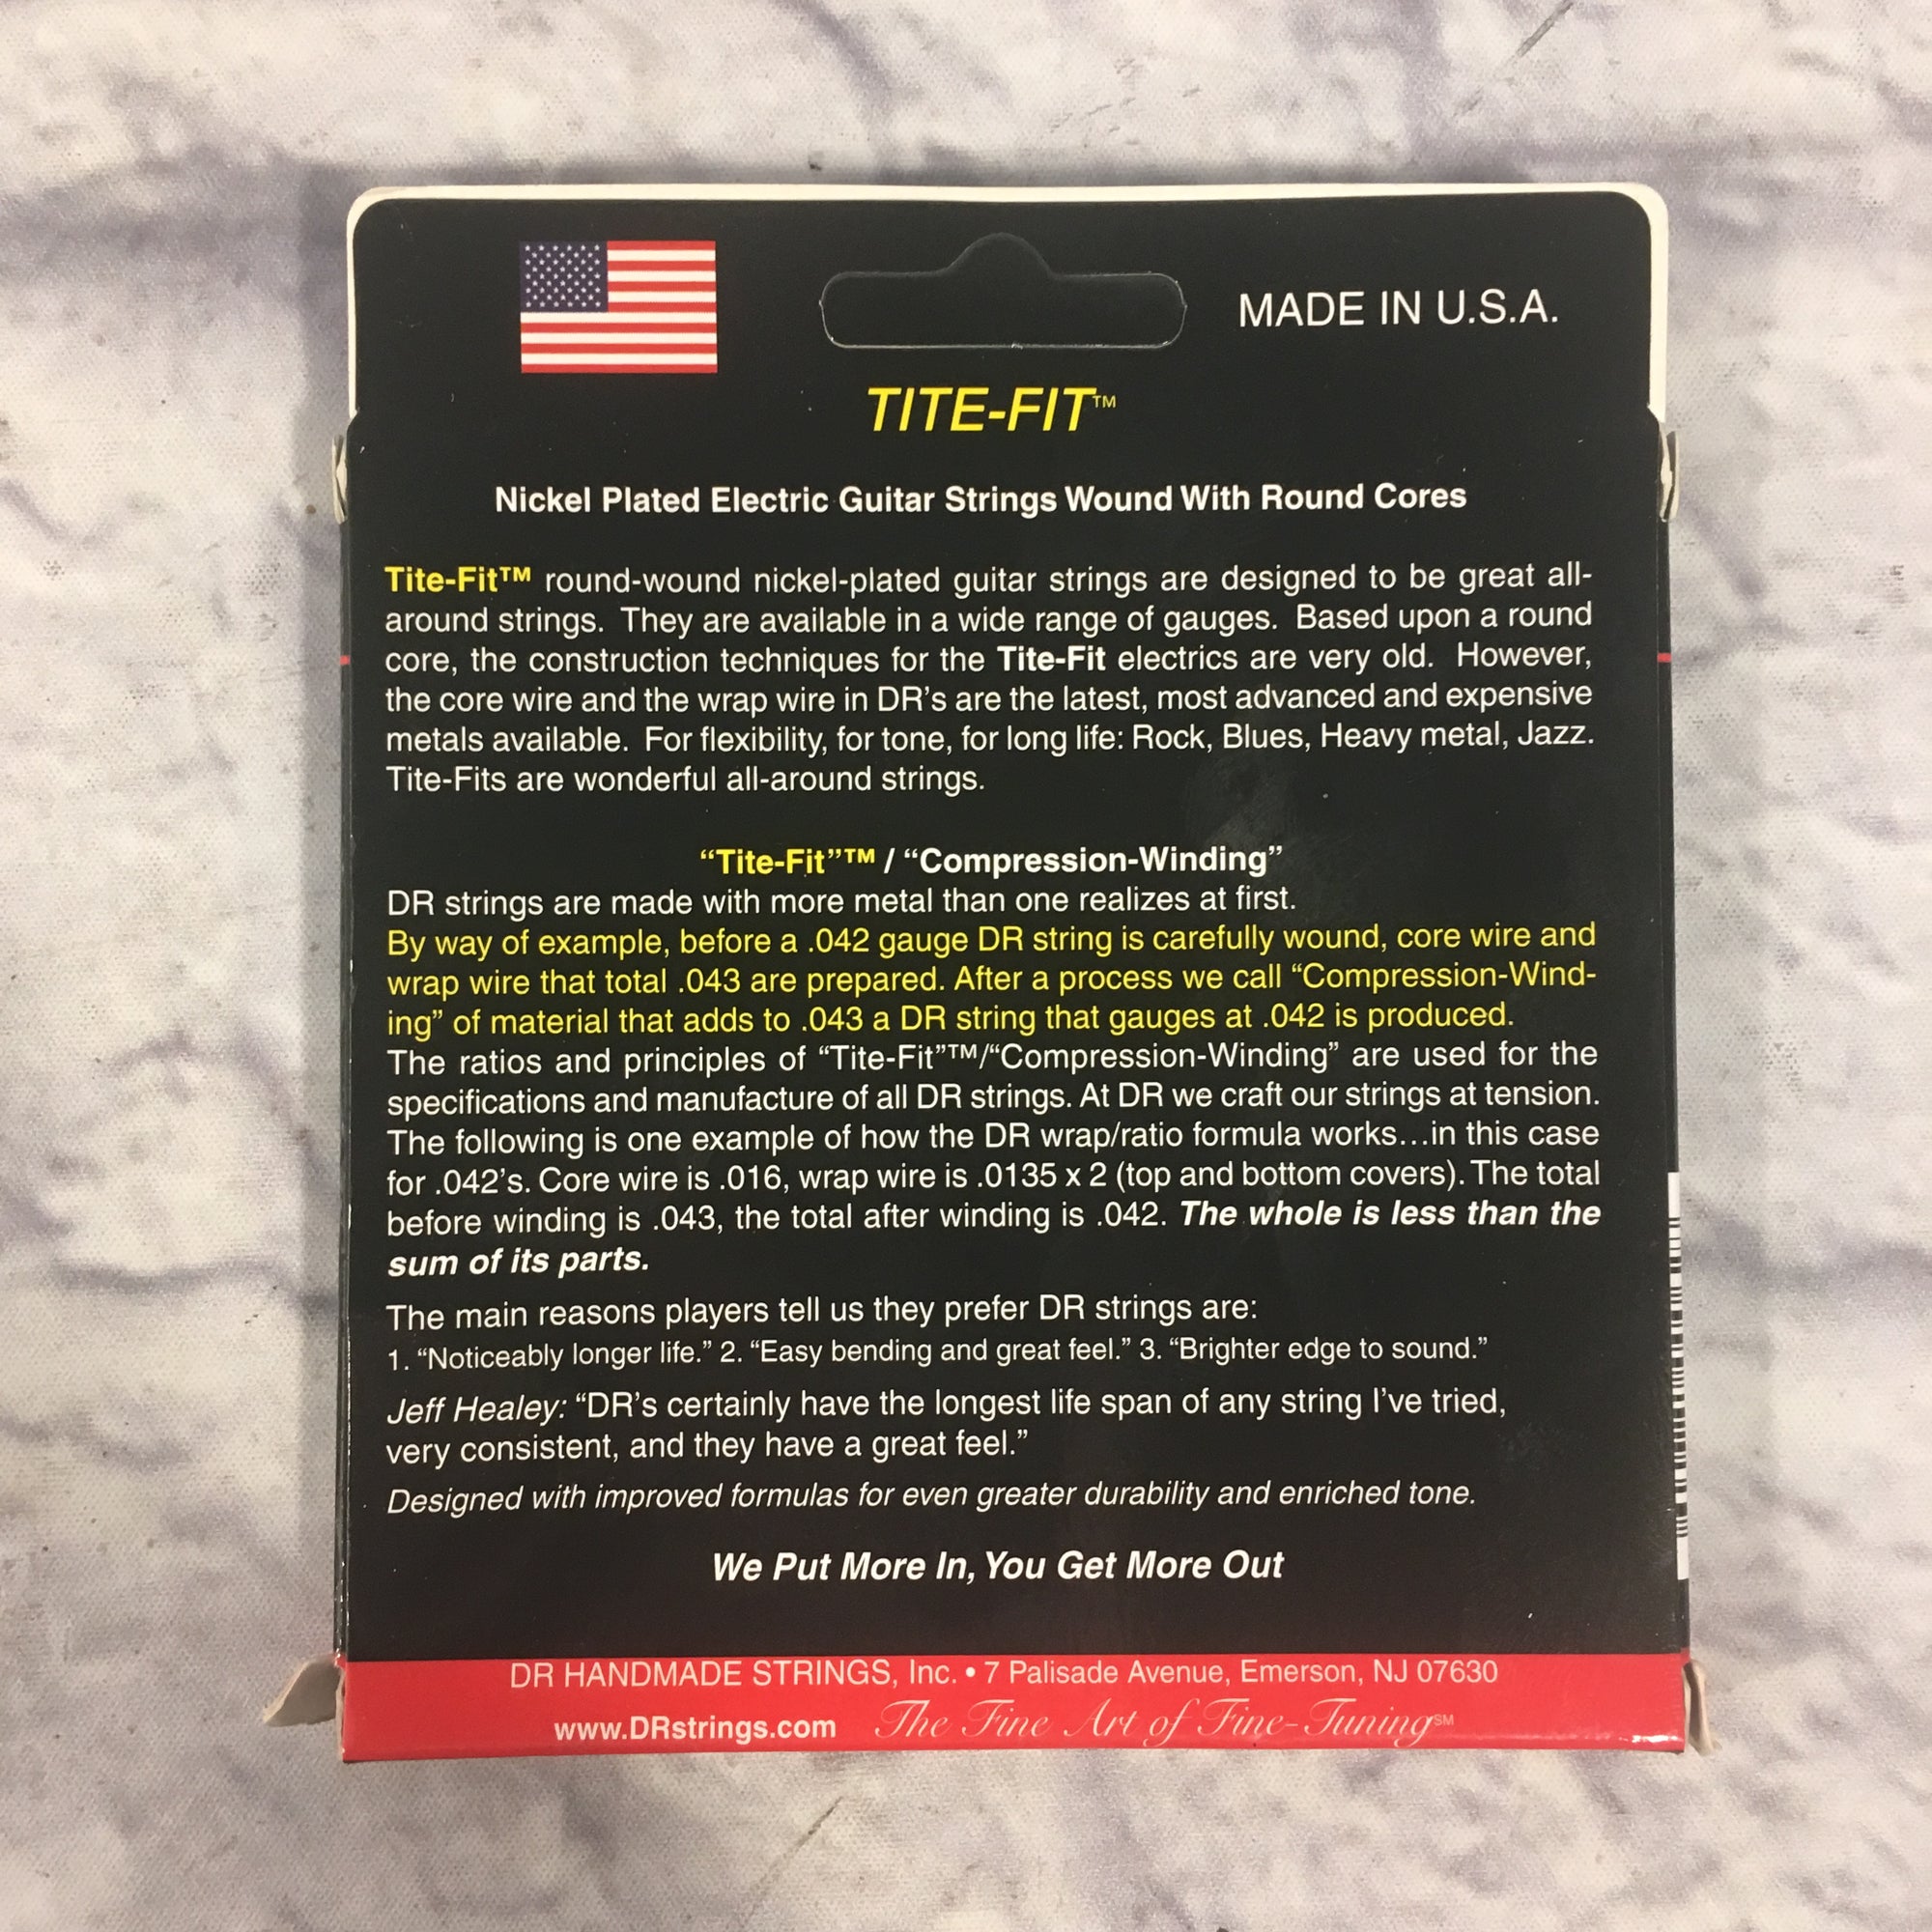 MADE IN U.S.A.
TITE-FIT™
Nickel Plated Electric Guitar Strings Wound With Round Cores
Tite-Fit™ round-wound nickel-plated guitar strings are designed to be great all-
around strings. They are available in a wide range of gauges. Based upon a round
core, the construction techniques for the Tite-Fit electrics are very old. However,
the core wire and the wrap wire in DR's are the latest, most advanced and expensive
metals available. For flexibility, for tone, for long life: Rock, Blues, Heavy metal, Jazz.
Tite-Fits are wonderful all-around strings.
“Tite-Fit”™ / “Compression-Winding”
DR strings are made with more metal than one realizes at first.
By way of example, before a .042 gauge DR string is carefully wound, core wire and
wrap wire that total .043 are prepared. After a process we call “Compression-Wind-
ing” of material that adds to .043 a DR string that gauges at .042 is produced.
The ratios and principles of “Tite-Fit”™/“Compression-Winding” are used for the
specifications and manufacture of all DR strings. At DR we craft our strings at tension.
The following is one example of how the DR wrap/ratio formula works...in this case
for .042's. Core wire is .016, wrap wire is .0135 x 2 (top and bottom covers). The total
before winding is .043, the total after winding is .042. The whole is less than the
sum of its parts.
The main reasons players tell us they prefer DR strings are:
1. “Noticeably longer life.” 2. “Easy bending and great feel.” 3. “Brighter edge to sound.”
Jeff Healey: “DR's certainly have the longest life span of any string I've tried,
very consistent, and they have a great feel.”
Designed with improved formulas for even greater durability and enriched tone.
We Put More In, You Get More Out
DR HANDMADE STRINGS, Inc. • 7 Palisade Avenue, Emerson, NJ 07630
www.DRstrings.com The Fine Art of Fine-Tuning℠